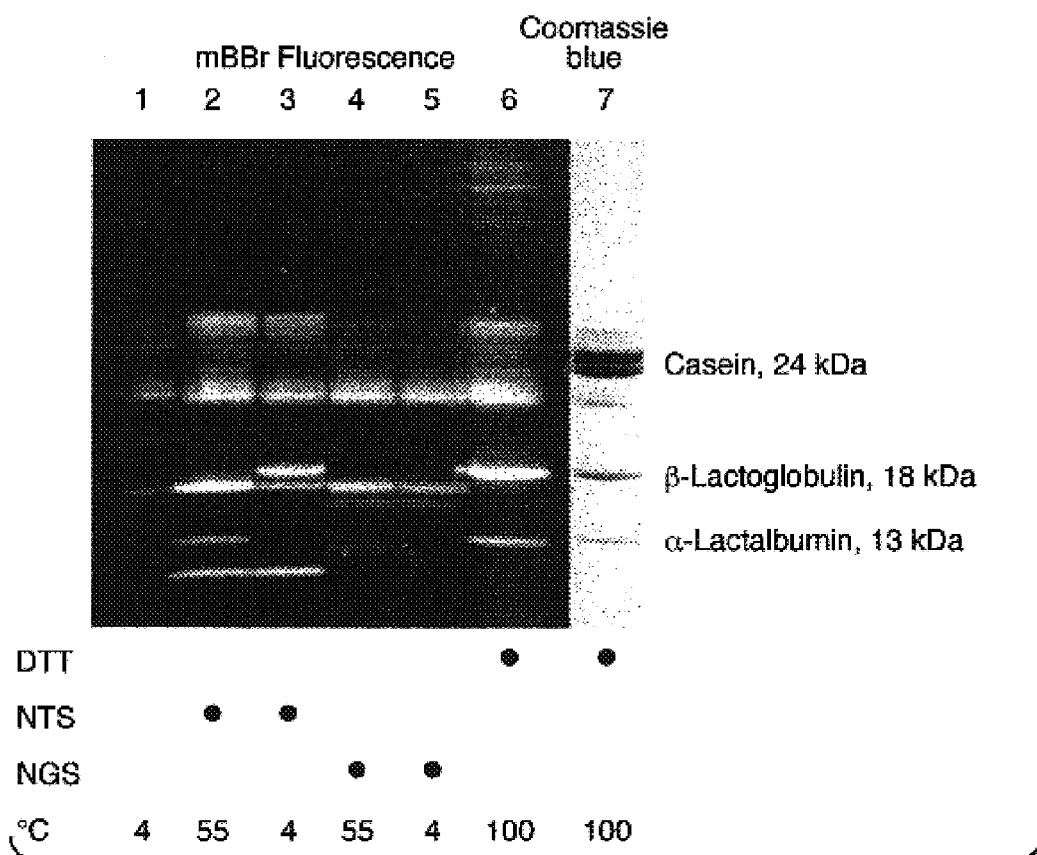 Coomassie
mBBr Fluorescence blue
1 2 3 4 5 6 7
Casein, 24 kDa
β-Lactoglobulin, 18 kDa
α-Lactalbumin, 13 kDa
DTT
NTS
NGS
°C 4 55 4 55 4 100 100